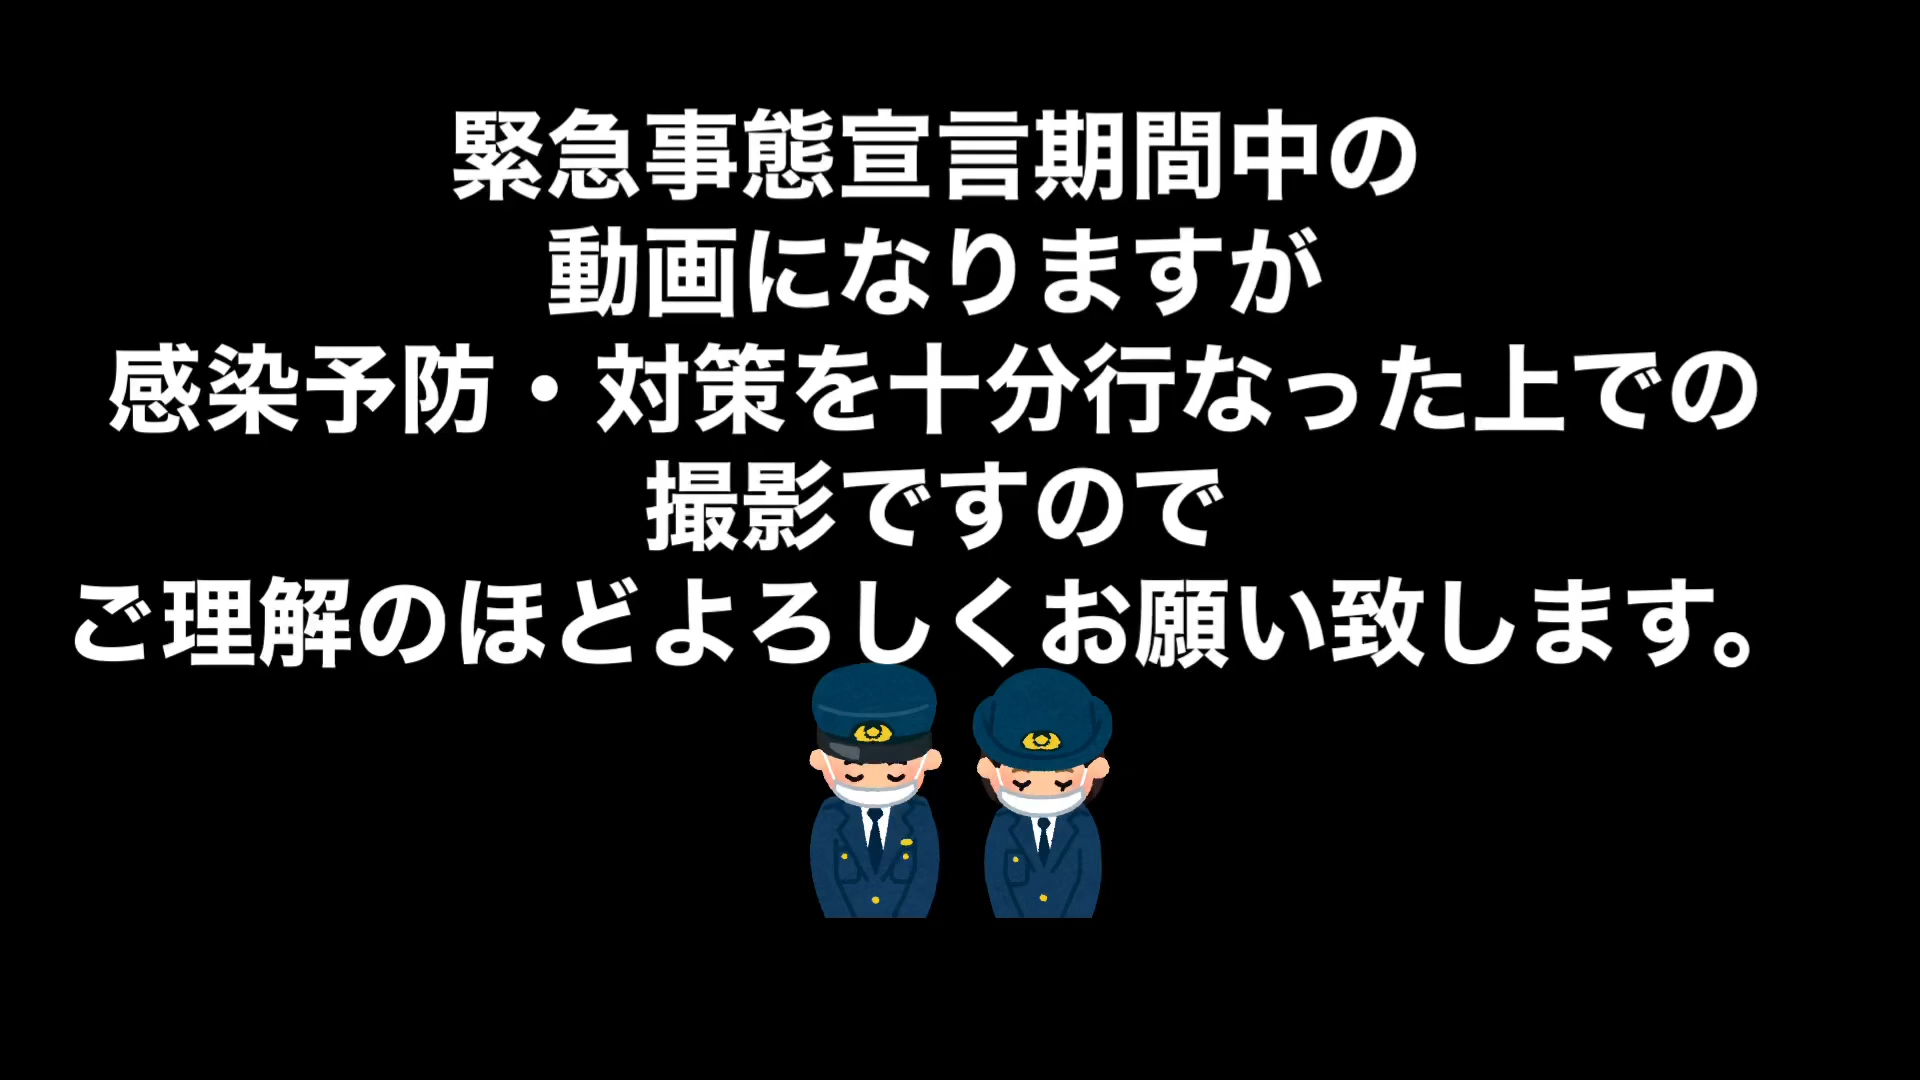 緊急事態宣言期間中の
動画になりますが
感染予防・対策を十分行なった上での
撮影ですので
ご理解のほどよろしくお願い致します。